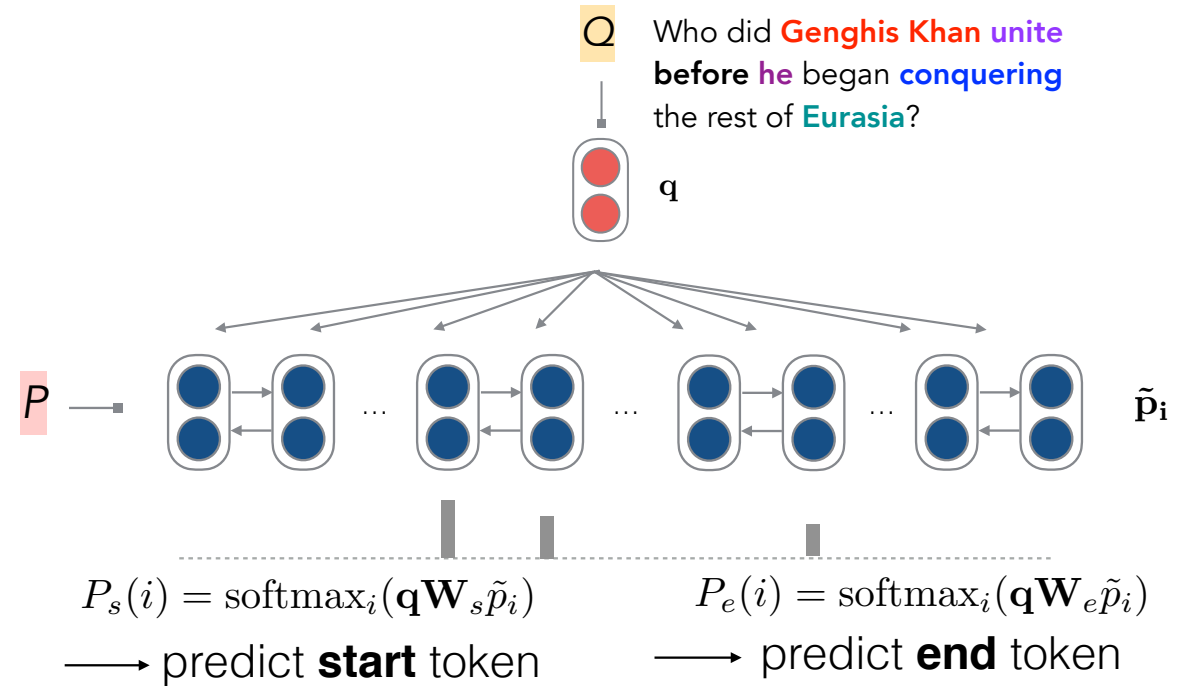 Q
Who did Genghis Khan unite
before he began conquering
the rest of Eurasia?
q
P
... ... ...
p̃ᵢ
Pₛ(i) = softmaxᵢ(qWₛp̃ᵢ)
Pₑ(i) = softmaxᵢ(qWₑp̃ᵢ)
predict start token
predict end token